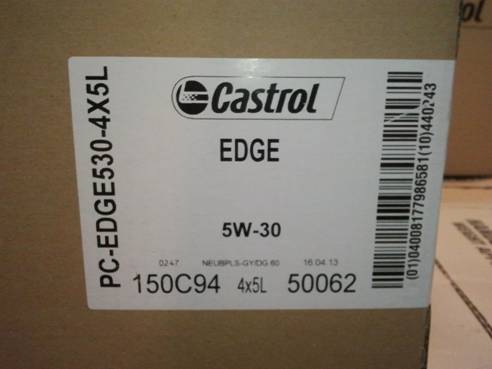 Castrol
EDGE
5W-30
0247 NEUBPLS-GY/DG 60 16.04.13
150C94 4x5L 50062
PC-EDGE530-4X5L
(01)04008177986581(10)440243